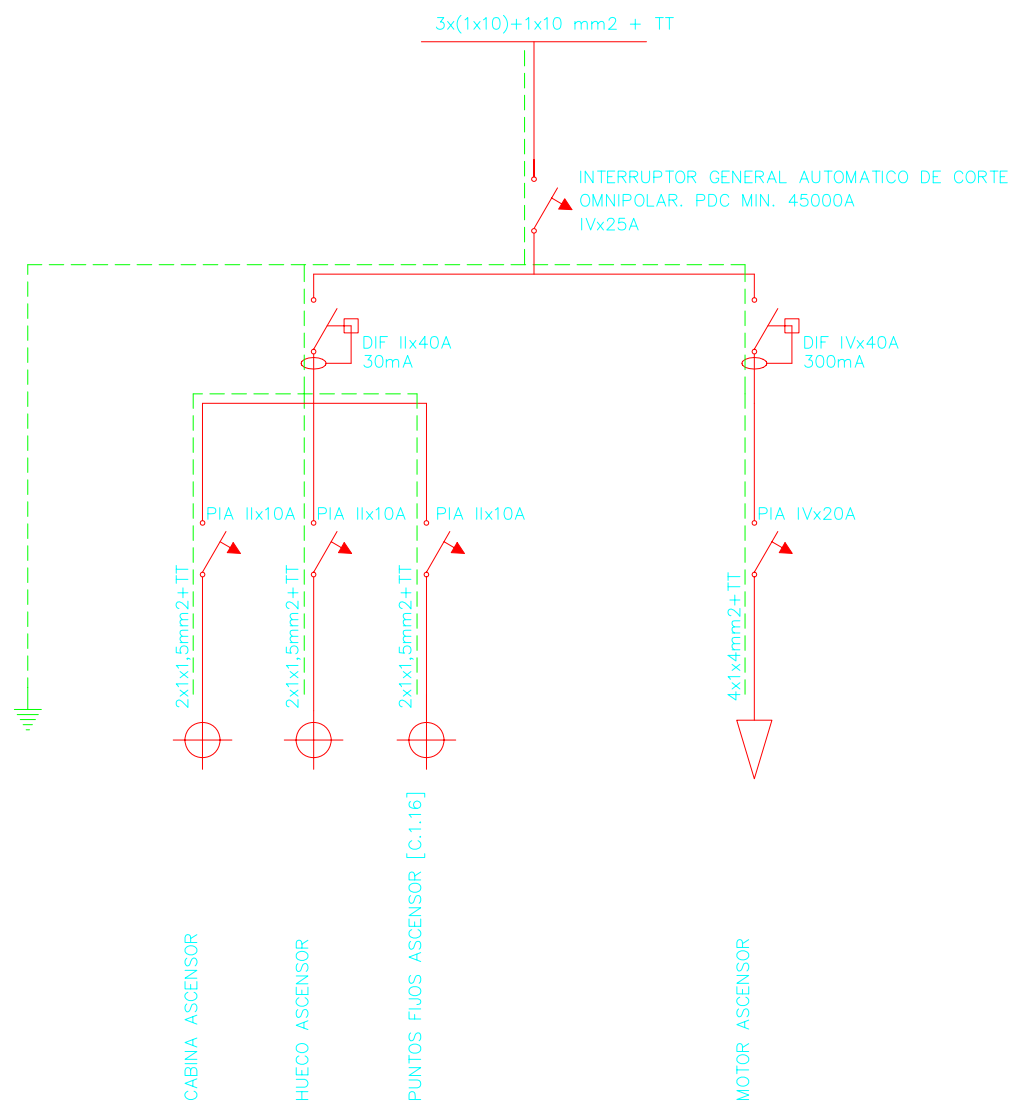 3x(1x10)+1x10 mm2 + TT
INTERRUPTOR GENERAL AUTOMATICO DE CORTE
OMNIPOLAR. PDC MIN. 45000A
IVx25A
DIF IIx40A
30mA
DIF IVx40A
300mA
PIA IIx10A
PIA IIx10A
PIA IIx10A
PIA IVx20A
2x1x1,5mm2+TT
2x1x1,5mm2+TT
2x1x1,5mm2+TT
4x1x4mm2+TT
CABINA ASCENSOR
HUECO ASCENSOR
PUNTOS FIJOS ASCENSOR [C.1.16]
MOTOR ASCENSOR